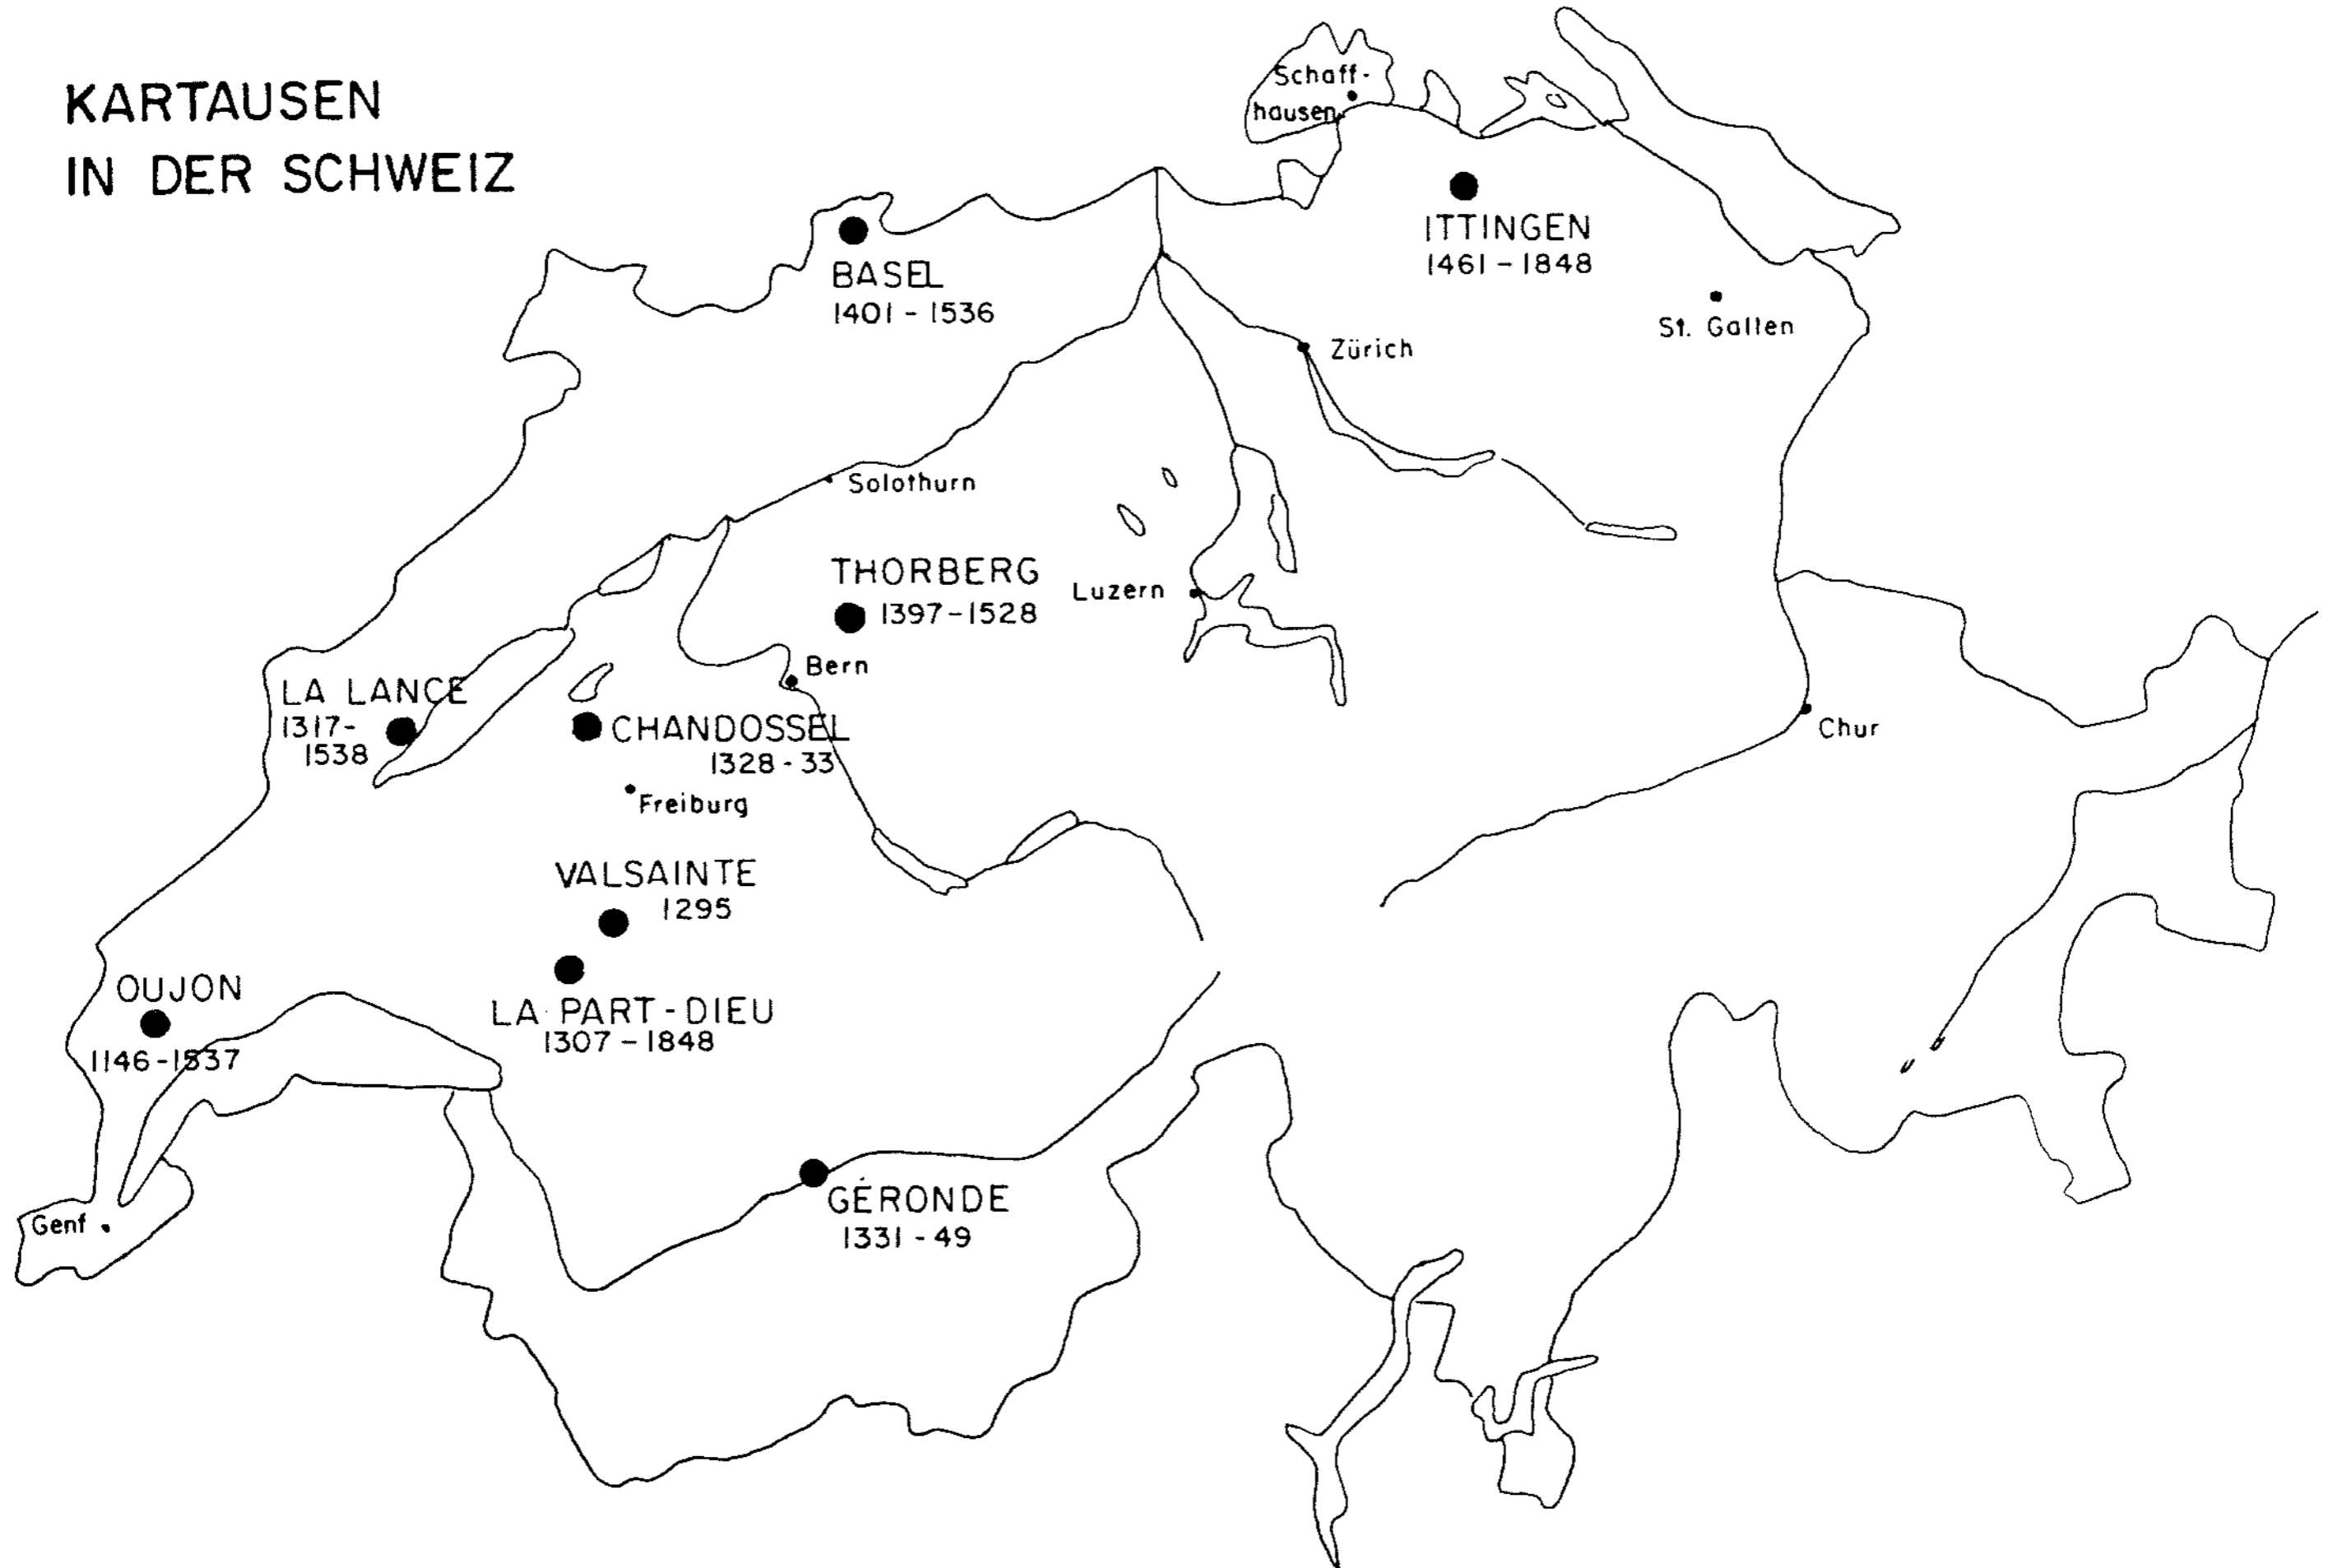 KARTAUSEN
IN DER SCHWEIZ
Schaff-
hausen
ITTINGEN
1461 – 1848
BASEL
1401 – 1536
St. Gallen
Zürich
Solothurn
THORBERG
1397 – 1528
Luzern
Bern
LA LANCE
1317-
1538
CHANDOSSEL
1328 - 33
Chur
Freiburg
VALSAINTE
1295
OUJON
1146 - 1537
LA PART - DIEU
1307 – 1848
GÉRONDE
1331 - 49
Genf